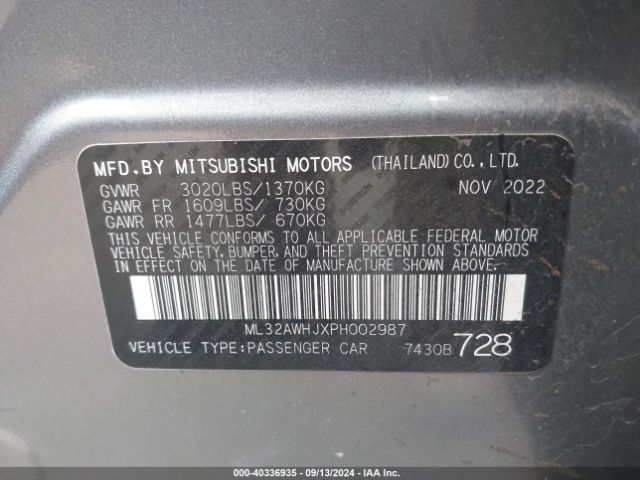 MFD.BY MITSUBISHI MOTORS (THAILAND)CO.,LTD.
GVWR 3020LBS/1370KG NOV 2022
GAWR FR 1609LBS/ 730KG
GAWR RR 1477LBS/ 670KG
THIS VEHICLE CONFORMS TO ALL APPLICABLE FEDERAL MOTOR
VEHICLE SAFETY, BUMPER, AND THEFT PREVENTION STANDARDS
IN EFFECT ON THE DATE OF MANUFACTURE SHOWN ABOVE.
ML32AWHJXPH002987
VEHICLE TYPE:PASSENGER CAR 7430B 728
000-40336935 - 09/13/2024 - IAAI.COM